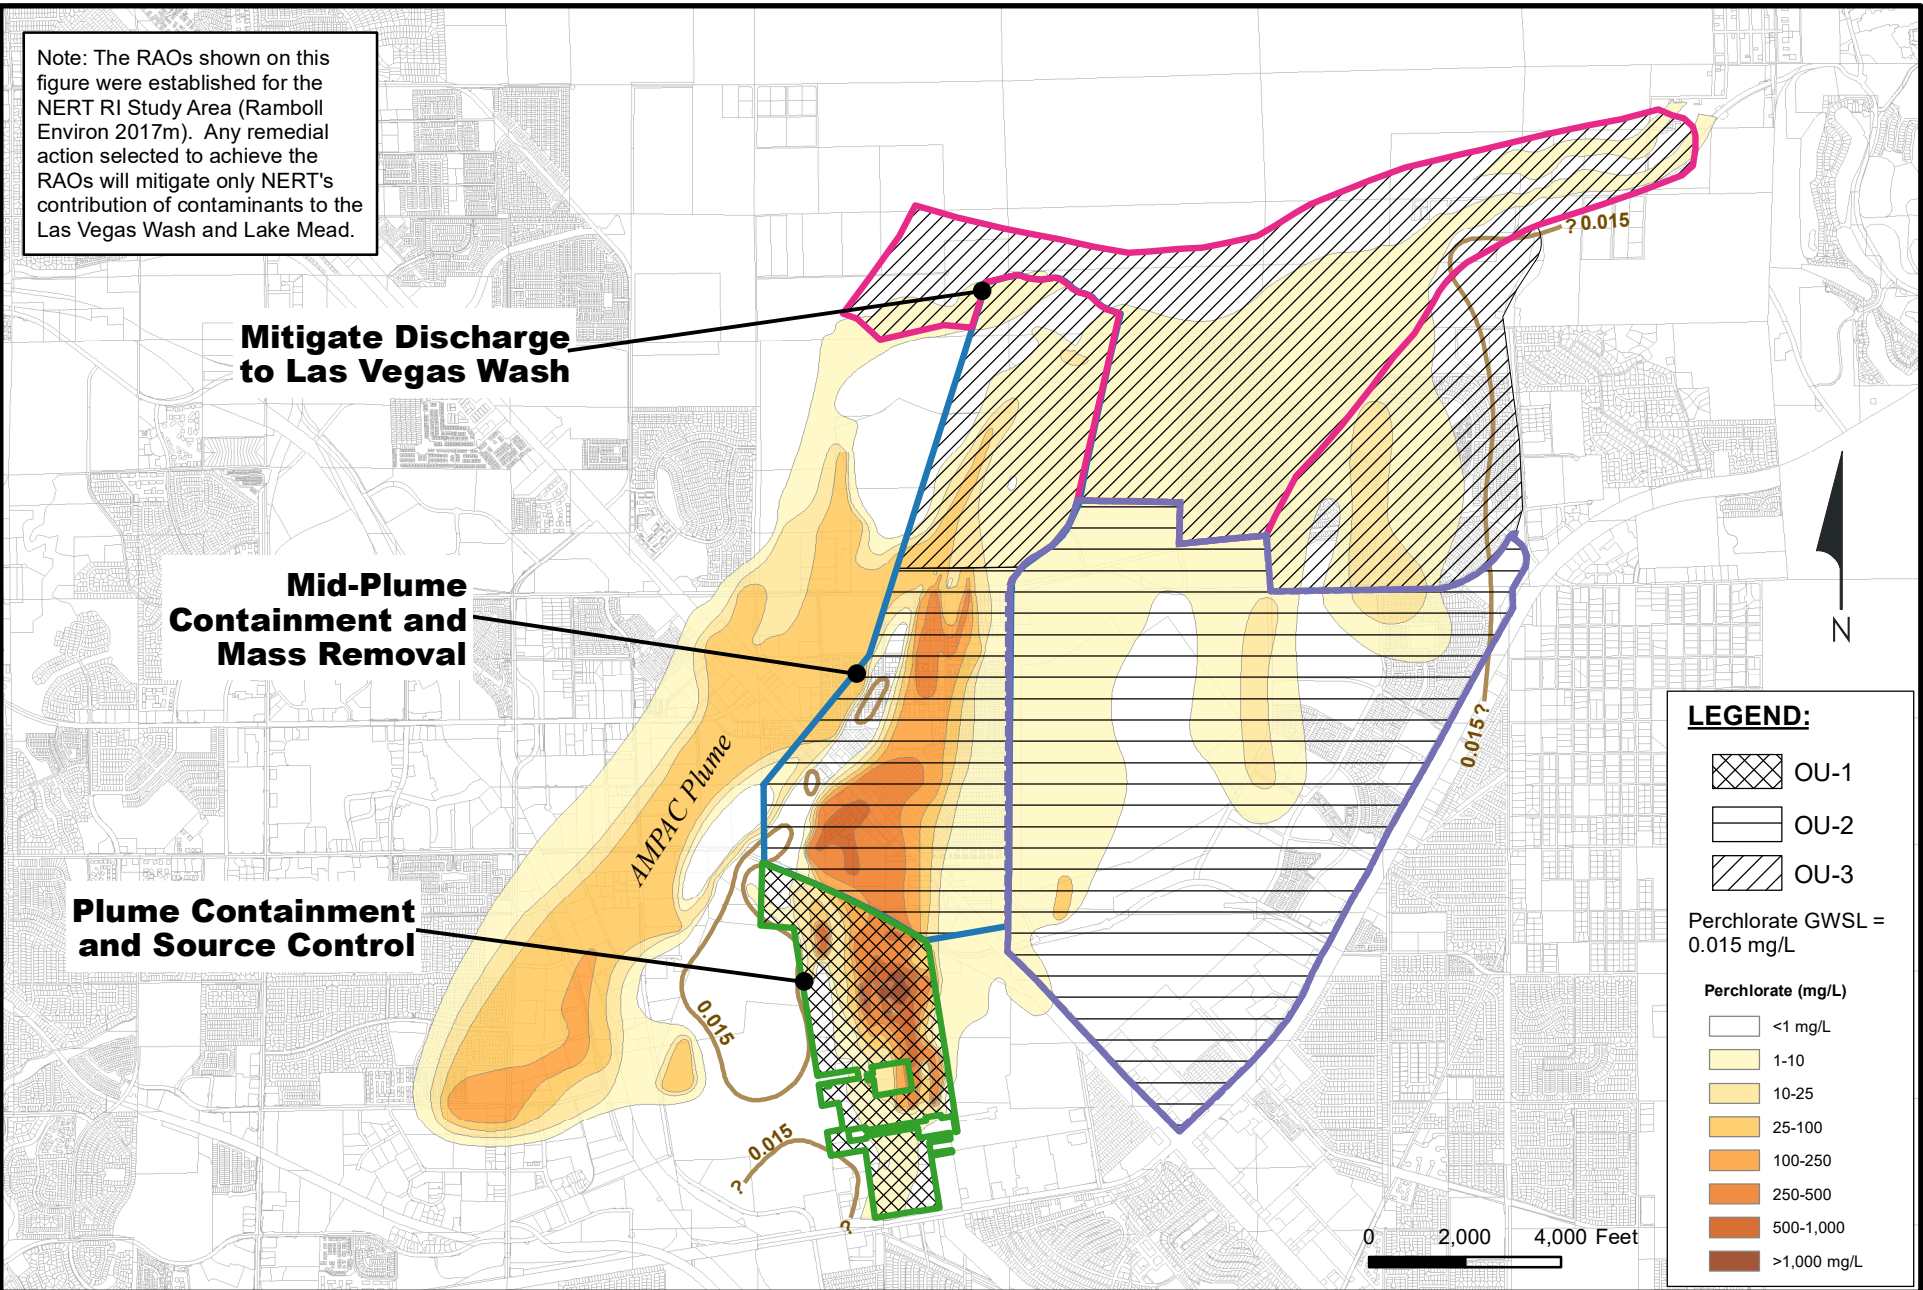 Note: The RAOs shown on this
figure were established for the
NERT RI Study Area (Ramboll
Environ 2017m). Any remedial
action selected to achieve the
RAOs will mitigate only NERT's
contribution of contaminants to the
Las Vegas Wash and Lake Mead.
? 0.015
Mitigate Discharge
to Las Vegas Wash
Mid-Plume
Containment and
Mass Removal
N
0.015 ?
AMPAC Plume
Plume Containment
and Source Control
0.015
0.015
?
?
LEGEND:
OU-1
OU-2
OU-3
Perchlorate GWSL =
0.015 mg/L
Perchlorate (mg/L)
<1 mg/L
1-10
10-25
25-100
100-250
250-500
500-1,000
>1,000 mg/L
0 2,000 4,000 Feet